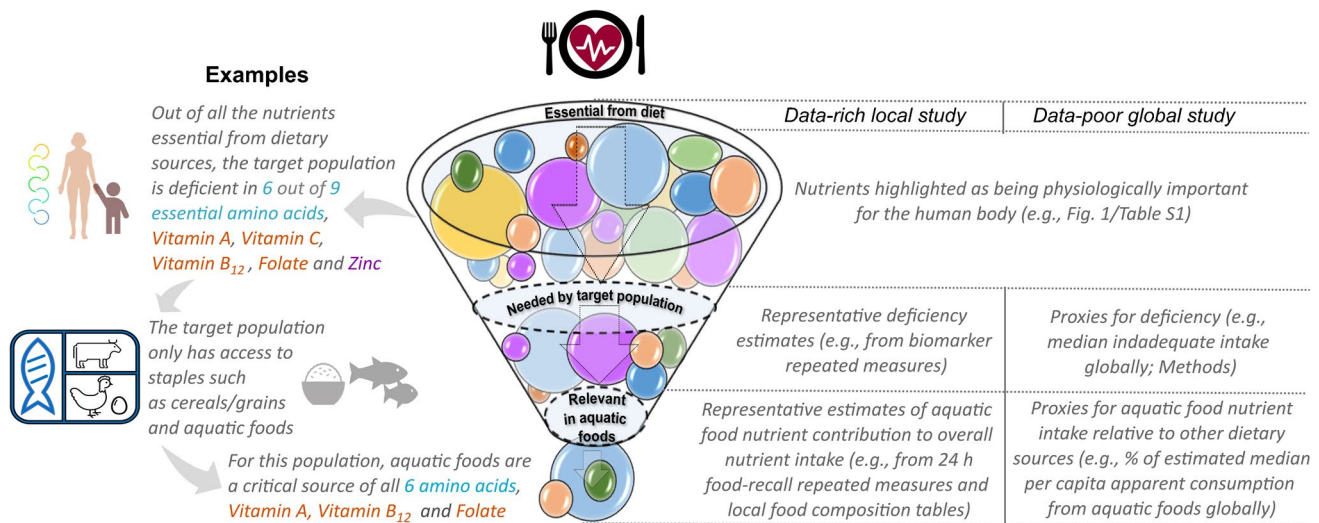 Examples
Out of all the nutrients
essential from dietary
sources, the target population
is deficient in 6 out of 9
essential amino acids,
Vitamin A, Vitamin C,
Vitamin B12 , Folate and Zinc
The target population
only has access to
staples such
as cereals/grains
and aquatic foods
For this population, aquatic foods are
a critical source of all 6 amino acids,
Vitamin A, Vitamin B12 and Folate
Essential from diet
Needed by target population
Relevant
in aquatic
foods
Data-rich local study
Data-poor global study
Nutrients highlighted as being physiologically important
for the human body (e.g., Fig. 1/Table S1)
Representative deficiency
estimates (e.g., from biomarker
repeated measures)
Proxies for deficiency (e.g.,
median indadequate intake
globally; Methods)
Representative estimates of aquatic
food nutrient contribution to overall
nutrient intake (e.g., from 24 h
food-recall repeated measures and
local food composition tables)
Proxies for aquatic food nutrient
intake relative to other dietary
sources (e.g., % of estimated median
per capita apparent consumption
from aquatic foods globally)